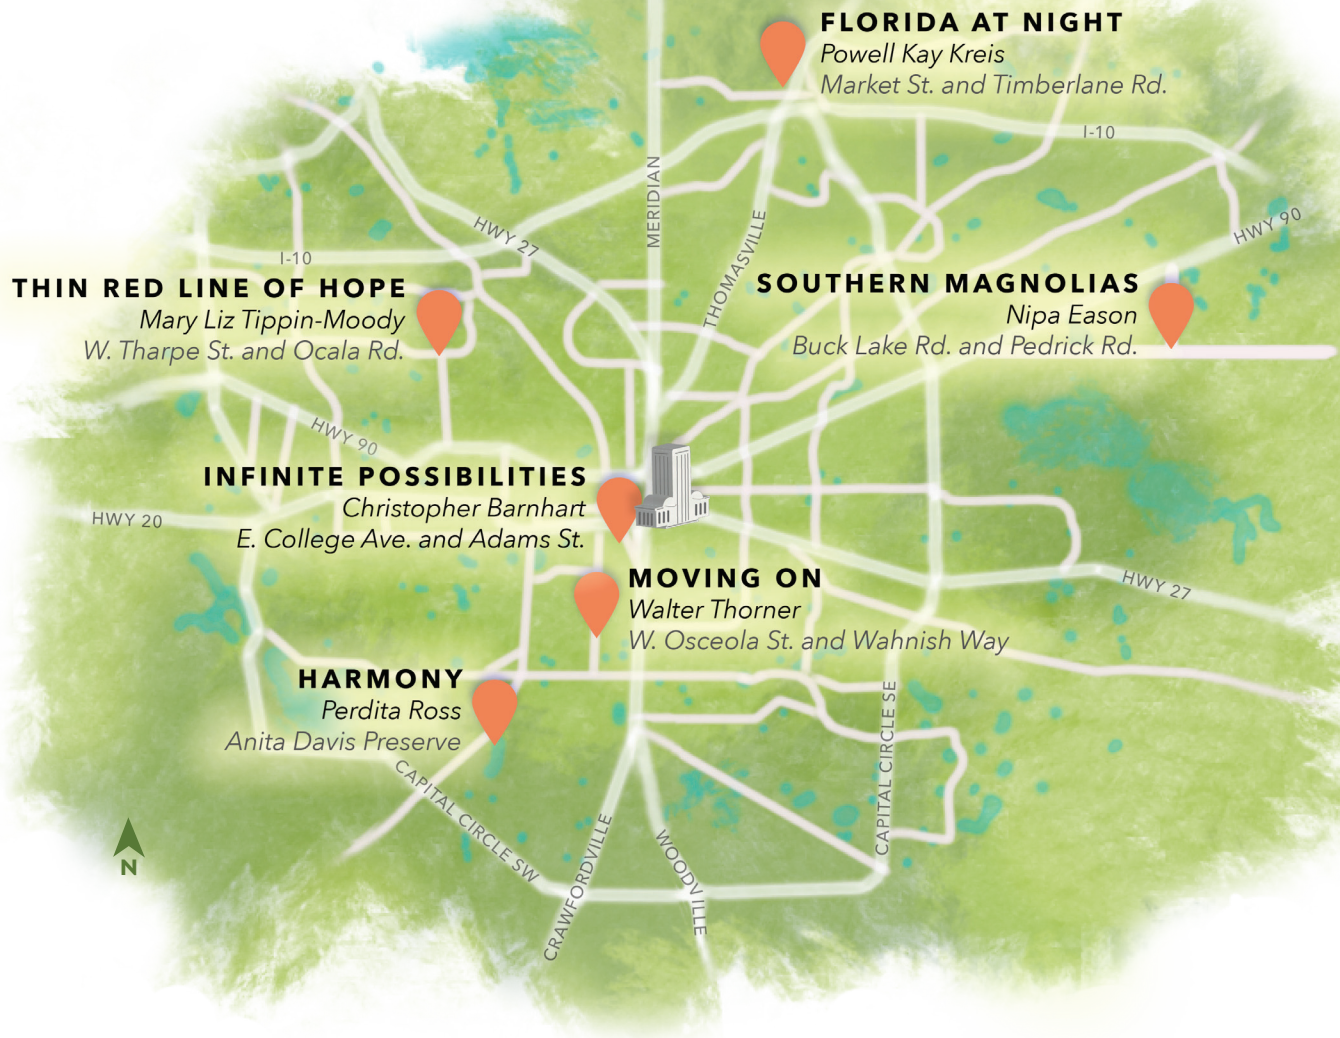 FLORIDA AT NIGHT
Powell Kay Kreis
Market St. and Timberlane Rd.
I-10
MERIDIAN
HWY 27
THOMASVILLE
HWY 90
I-10
THIN RED LINE OF HOPE
Mary Liz Tippin-Moody
W. Tharpe St. and Ocala Rd.
SOUTHERN MAGNOLIAS
Nipa Eason
Buck Lake Rd. and Pedrick Rd.
HWY 90
INFINITE POSSIBILITIES
Christopher Barnhart
E. College Ave. and Adams St.
HWY 20
MOVING ON
Walter Thorner
W. Osceola St. and Wahnish Way
HWY 27
HARMONY
Perdita Ross
Anita Davis Preserve
CAPITAL CIRCLE SE
CAPITAL CIRCLE SW
CRAWFORDVILLE
WOODVILLE
N